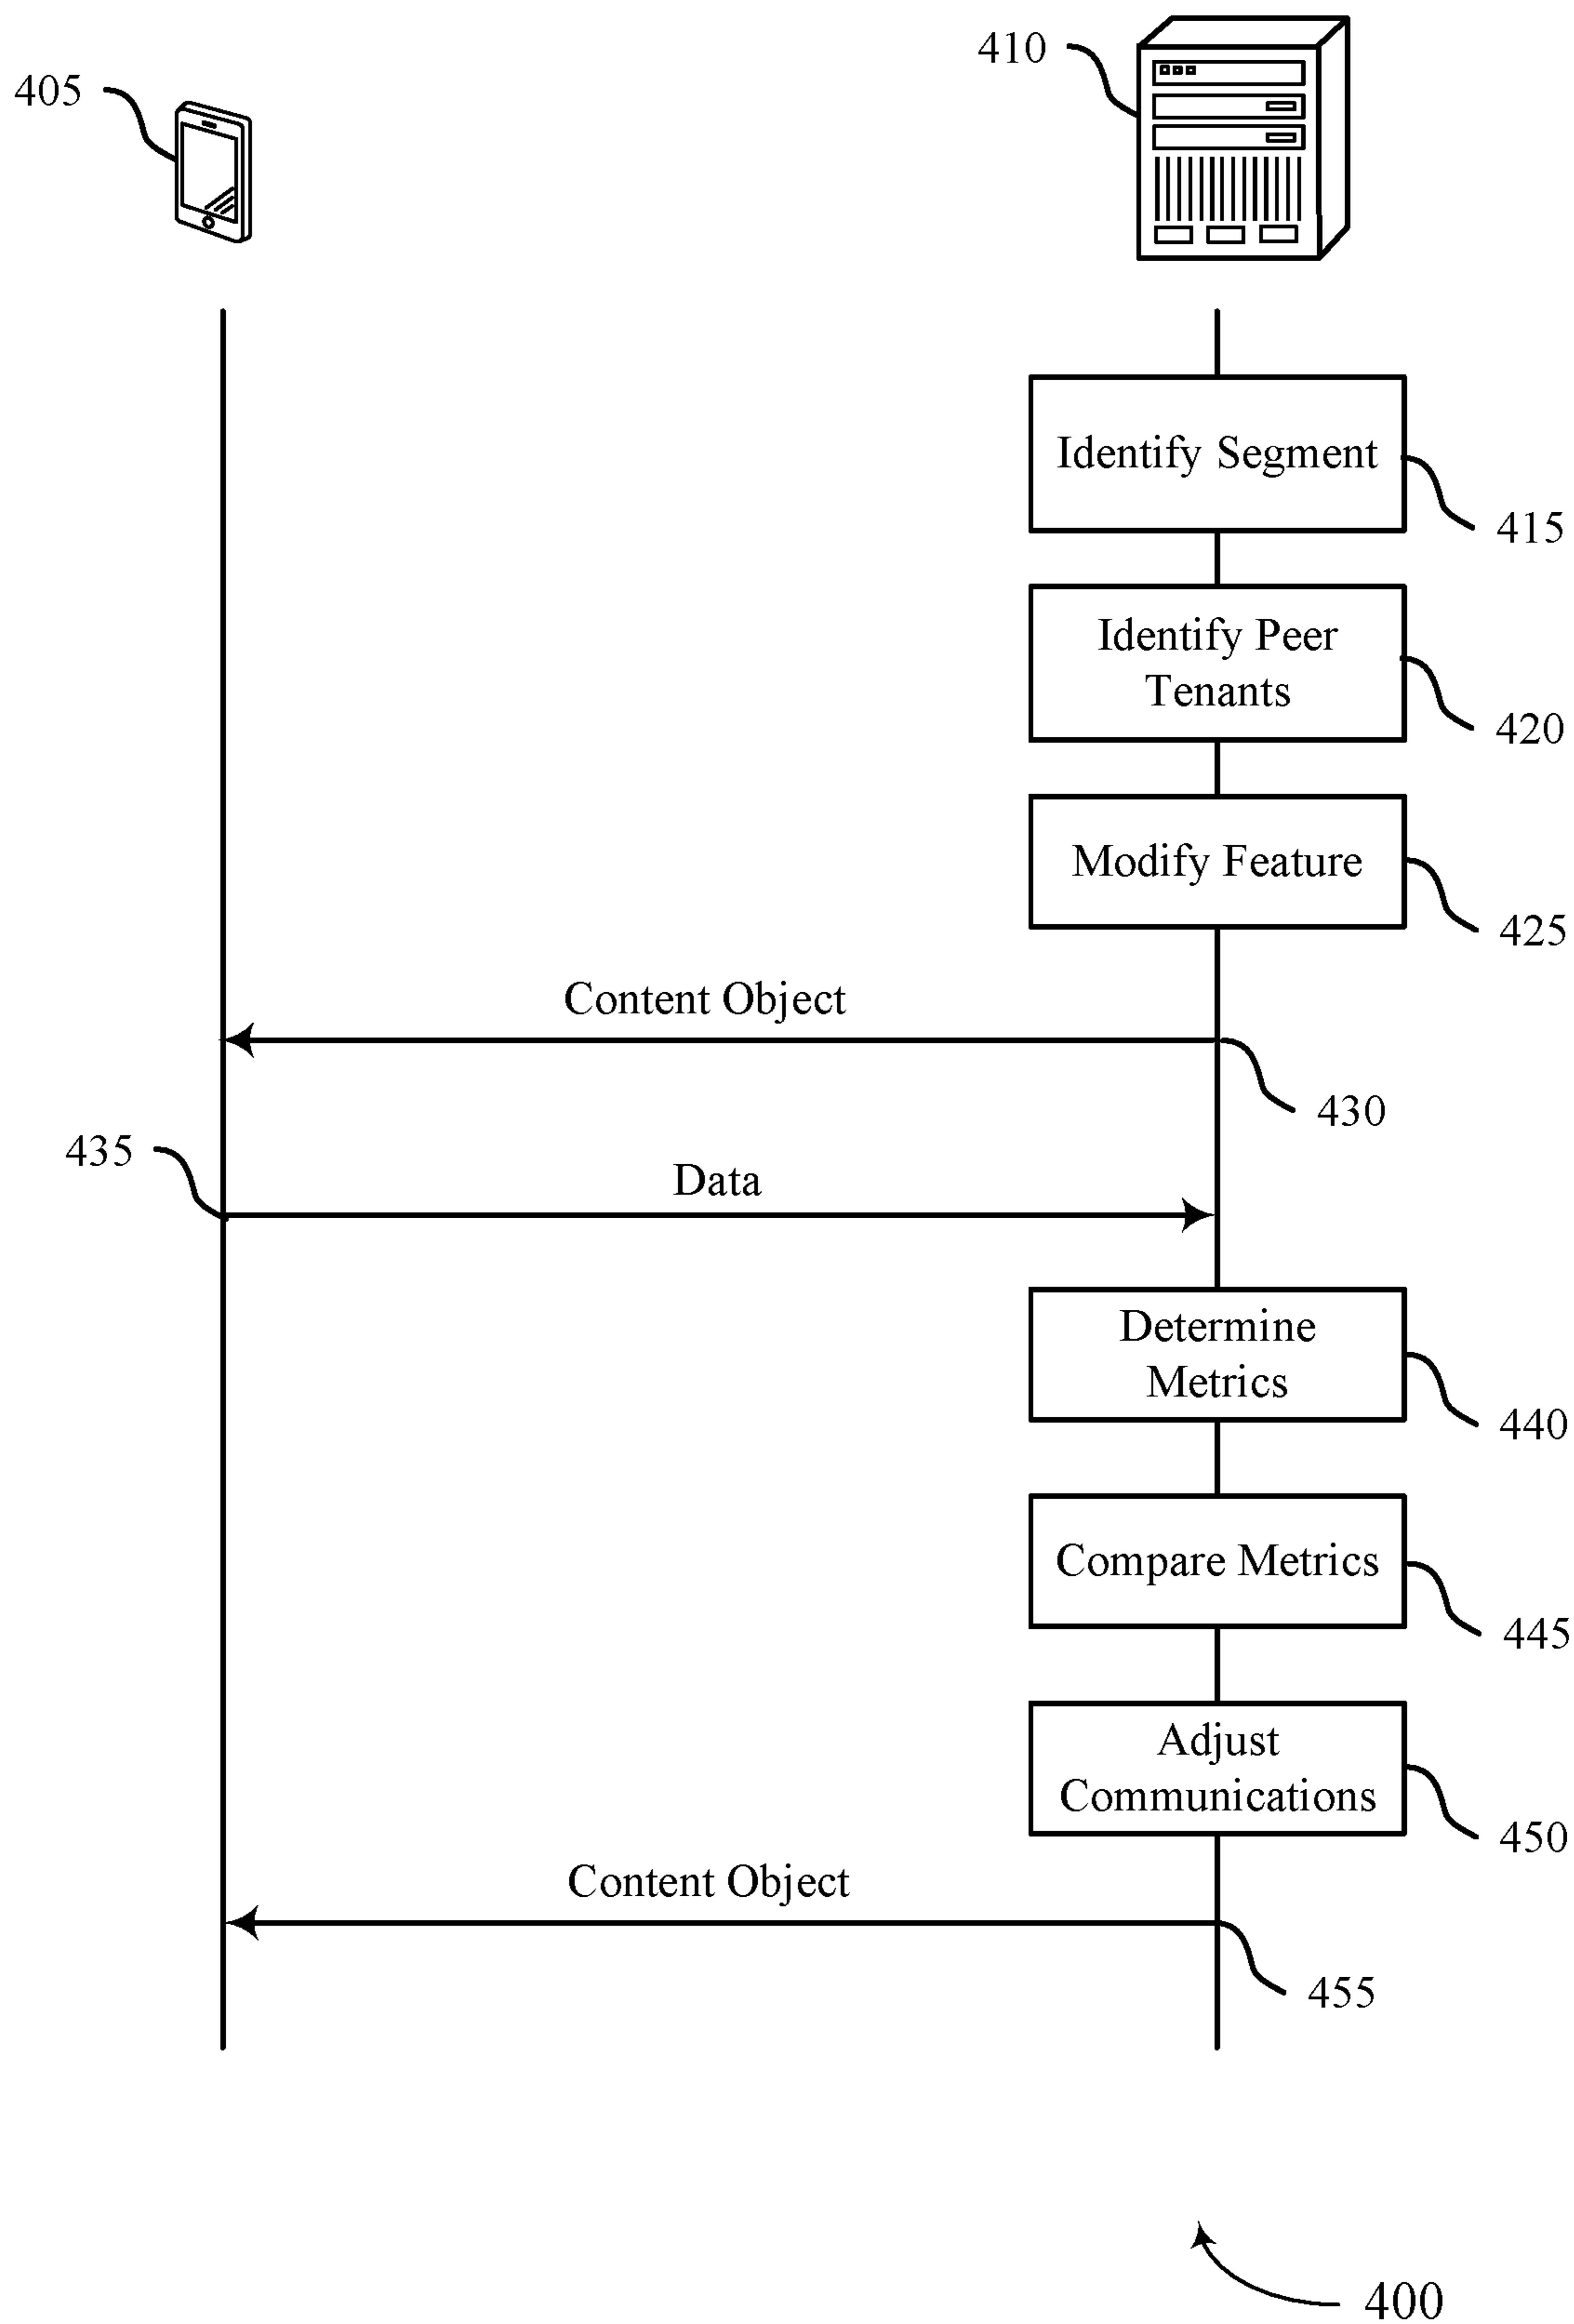 410
405
Identify Segment
415
Identify Peer
Tenants
420
Modify Feature
425
Content Object
430
435
Data
Determine
Metrics
440
Compare Metrics
445
Adjust
Communications
450
Content Object
455
400